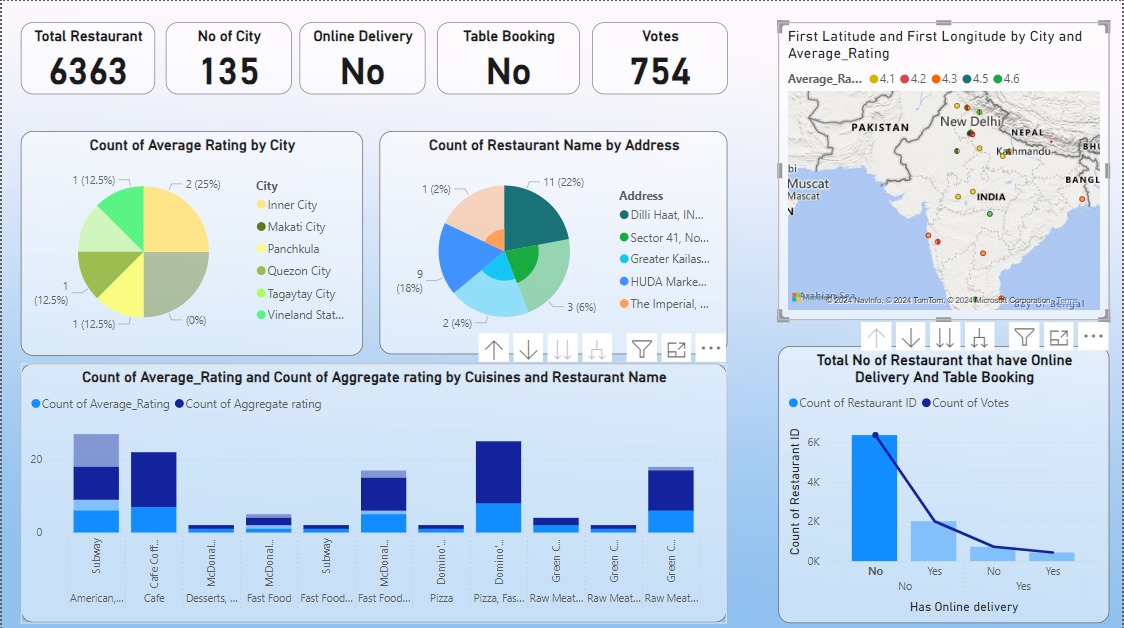 Total Restaurant
6363
No of City
135
Online Delivery
No
Table Booking
No
Votes
754
First Latitude and First Longitude by City and
Average_Rating
Average_Ra... 4.1 4.2 4.3 4.5 4.6
New Delhi
PAKISTAN
NEPAL
Kathmandu
BHU
BANGL
bi
Muscat
Mascat
N
INDIA
Arabian Sea
© 2024 NavInfo, © 2024 TomTom, © 2024 Microsoft Corporation Terms
Bay of Bengal
Count of Average Rating by City
1 (12.5%)
2 (25%)
1
(12.5%)
1 (12.5%)
(0%)
City
Inner City
Makati City
Panchkula
Quezon City
Tagaytay City
Vineland Stat...
Count of Restaurant Name by Address
1 (2%)
11 (22%)
9
(18%)
2 (4%)
3 (6%)
Address
Dilli Haat, IN...
Sector 41, No...
Greater Kailas...
HUDA Marke...
The Imperial, ...
Count of Average_Rating and Count of Aggregate rating by Cuisines and Restaurant Name
Count of Average_Rating Count of Aggregate rating
20
0
Subway
Cafe Coff...
McDonal...
McDonal...
Subway
McDonal...
Domino'...
Domino'...
Green C...
Green C...
Green C...
American,... Cafe Desserts, ... Fast Food Fast Food... Fast Food... Pizza Pizza, Fas... Raw Meat... Raw Meat... Raw Meat...
Total No of Restaurant that have Online
Delivery And Table Booking
Count of Restaurant ID Count of Votes
Count of Restaurant ID
6K
4K
2K
0K
No Yes No Yes
No Yes
Has Online delivery